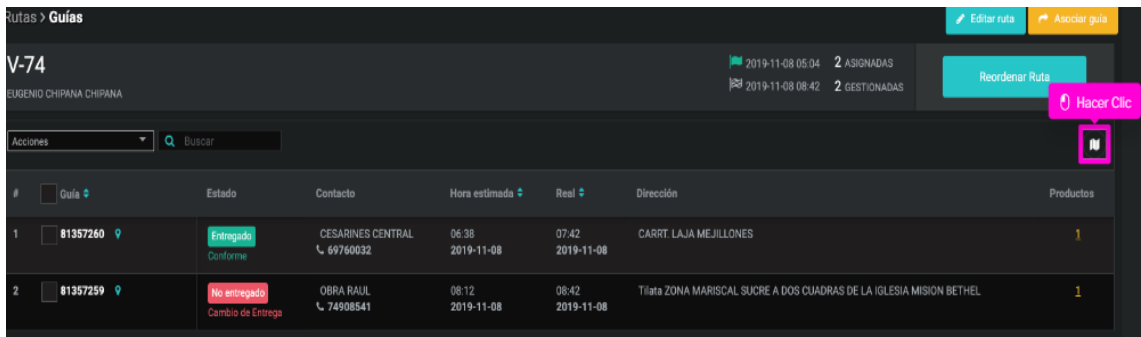 Rutas > Guías
Editar ruta
Asociar guía
V-74
EUGENIO CHIPANA CHIPANA
2019-11-08 05:04 2 ASIGNADAS
2019-11-08 08:42 2 GESTIONADAS
Reordenar Ruta
Hacer Clic
Acciones
Buscar
# Guía Estado Contacto Hora estimada Real Dirección Productos
1 81357260 Entregado CESARINES CENTRAL 06:38 07:42 CARRT. LAJA MEJILLONES 1
Conforme 69760032 2019-11-08 2019-11-08
2 81357259 No entregado OBRA RAUL 08:12 08:42 Tilata ZONA MARISCAL SUCRE A DOS CUADRAS DE LA IGLESIA MISION BETHEL 1
Cambio de Entrega 74908541 2019-11-08 2019-11-08